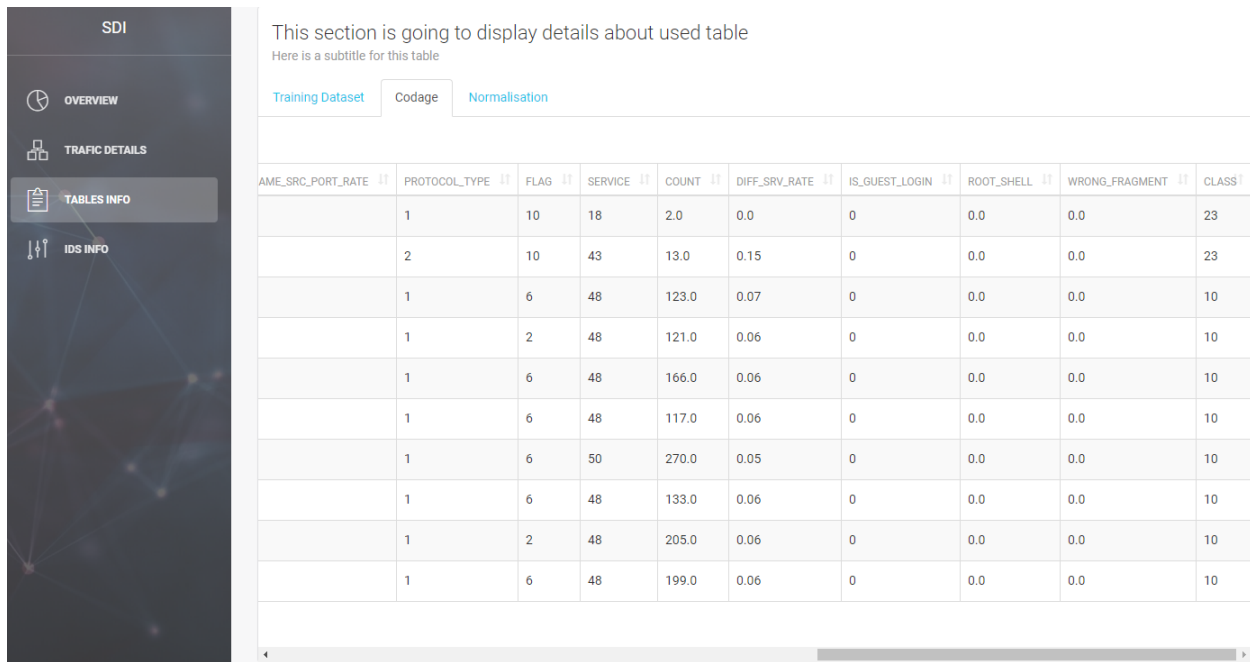 SDI
OVERVIEW
TRAFIC DETAILS
TABLES INFO
IDS INFO
This section is going to display details about used table
Here is a subtitle for this table
Training Dataset Codage Normalisation
AME_SRC_PORT_RATE PROTOCOL_TYPE FLAG SERVICE COUNT DIFF_SRV_RATE IS_GUEST_LOGIN ROOT_SHELL WRONG_FRAGMENT CLASS
1 10 18 2.0 0.0 0 0.0 0.0 23
2 10 43 13.0 0.15 0 0.0 0.0 23
1 6 48 123.0 0.07 0 0.0 0.0 10
1 2 48 121.0 0.06 0 0.0 0.0 10
1 6 48 166.0 0.06 0 0.0 0.0 10
1 6 48 117.0 0.06 0 0.0 0.0 10
1 6 50 270.0 0.05 0 0.0 0.0 10
1 6 48 133.0 0.06 0 0.0 0.0 10
1 2 48 205.0 0.06 0 0.0 0.0 10
1 6 48 199.0 0.06 0 0.0 0.0 10